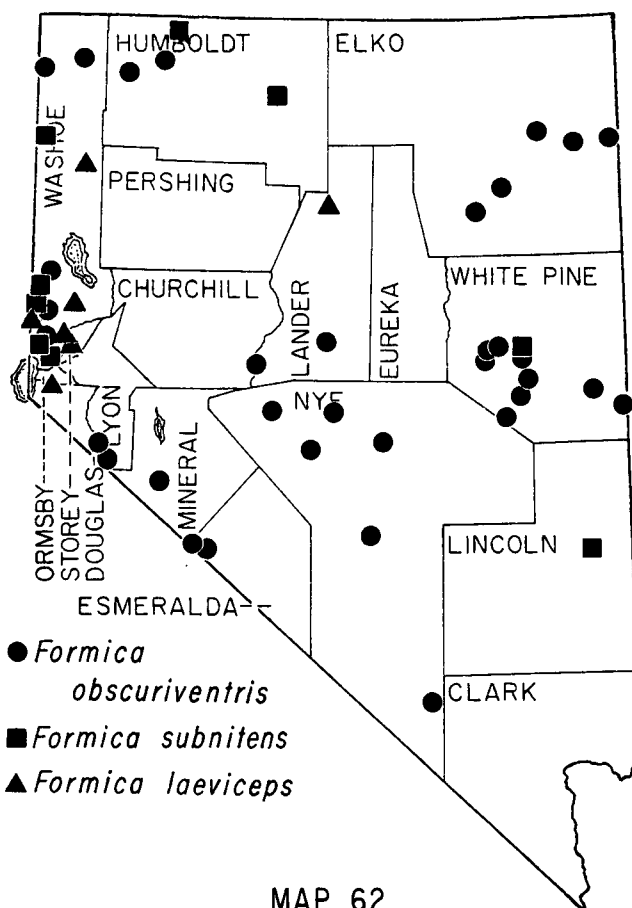 HUMBOLDT
ELKO
WASHOE
PERSHING
CHURCHILL
LANDER
EUREKA
WHITE PINE
LYON
NYE
MINERAL
ORMSBY
STOREY
DOUGLAS
LINCOLN
ESMERALDA
CLARK
Formica
obscuriventris
Formica subnitens
Formica laeviceps
MAP 62